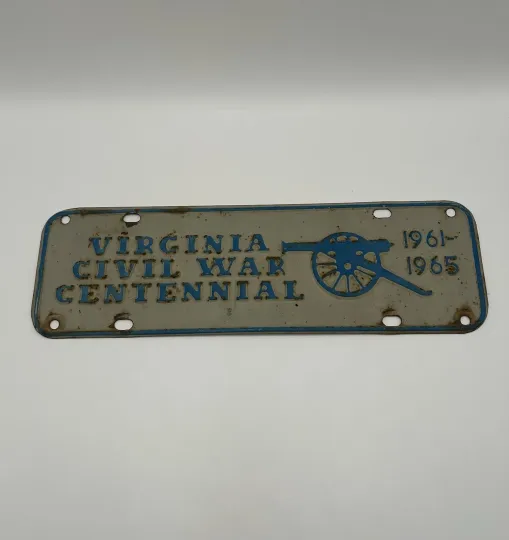 VIRGINIA
CIVIL WAR
CENTENNIAL
1961-
1965